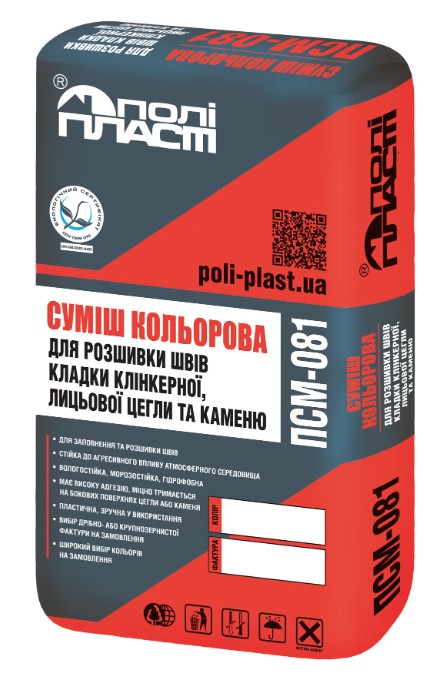 СУМІШ КОЛЬОРОВА
ПСМ-081
ДЛЯ РОЗШИВКИ
ШВІВ КЛАДКИ
КЛІНКЕРНОЇ,
®
ПОЛІ
ПЛАСТ
ЕКОЛОГІЧНИЙ СЕРТИФІКАТ
poli-plast.ua
СУМІШ КОЛЬОРОВА
ДЛЯ РОЗШИВКИ ШВІВ
КЛАДКИ КЛІНКЕРНОЇ,
ЛИЦЬОВОЇ ЦЕГЛИ ТА КАМЕНЮ
ПСМ-081
• ДЛЯ ЗАПОВНЕННЯ ТА РОЗШИВКИ ШВІВ
• СТІЙКА ДО АГРЕСИВНОГО ВПЛИВУ АТМОСФЕРНОГО СЕРЕДОВИЩА
• ВОЛОГОСТІЙКА, МОРОЗОСТІЙКА, ГІДРОФОБНА
• МАЄ ВИСОКУ АДГЕЗІЮ, МІЦНО ТРИМАЄТЬСЯ
НА БОКОВИХ ПОВЕРХНЯХ ЦЕГЛИ АБО КАМЕНЯ
• ПЛАСТИЧНА, ЗРУЧНА У ВИКОРИСТАННІ
• ВИБІР ДРІБНО- АБО КРУПНОЗЕРНИСТОЇ
ФАКТУРИ НА ЗАМОВЛЕННЯ
• ШИРОКИЙ ВИБІР КОЛЬОРІВ
НА ЗАМОВЛЕННЯ
КОЛІР
ФАКТУРА
®
ПОЛІ
ПЛАСТ
СУМІШ
КОЛЬОРОВА
ДЛЯ РОЗШИВКИ ШВІВ
КЛАДКИ КЛІНКЕРНОЇ,
ЛИЦЬОВОЇ ЦЕГЛИ
ТА КАМЕНЮ
ПСМ-081